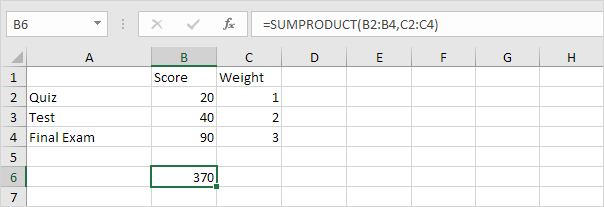 B6 fx =SUMPRODUCT(B2:B4,C2:C4)
A B C D E F G H
1 Score Weight
2 Quiz 20 1
3 Test 40 2
4 Final Exam 90 3
5
6 370
7